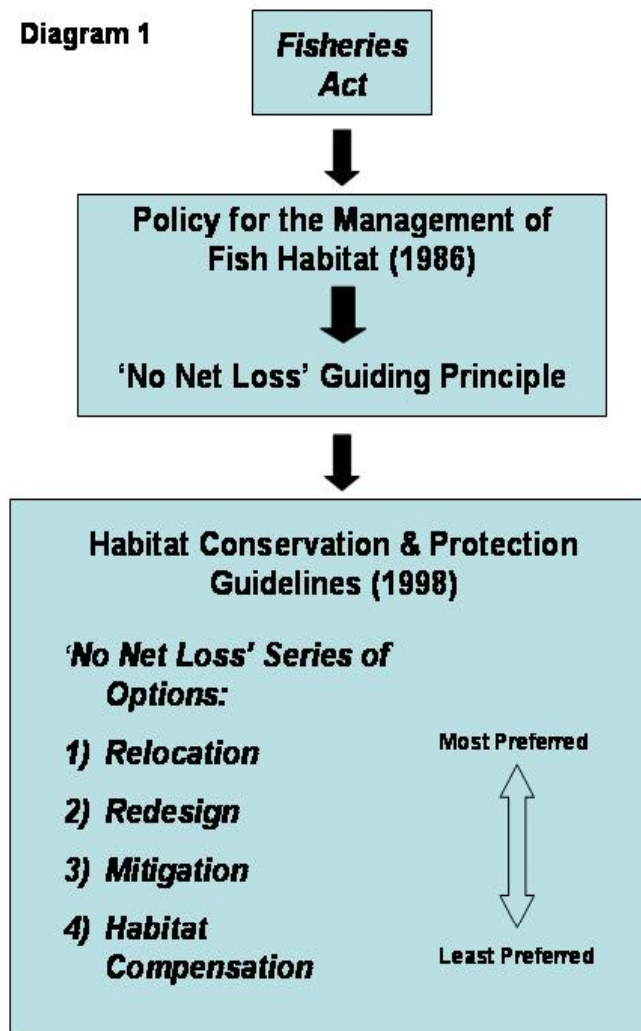 Diagram 1
Fisheries
Act
Policy for the Management of
Fish Habitat (1986)
‘No Net Loss’ Guiding Principle
Habitat Conservation & Protection
Guidelines (1998)
‘No Net Loss’ Series of
Options:
1) Relocation
2) Redesign
3) Mitigation
4) Habitat
Compensation
Most Preferred
Least Preferred